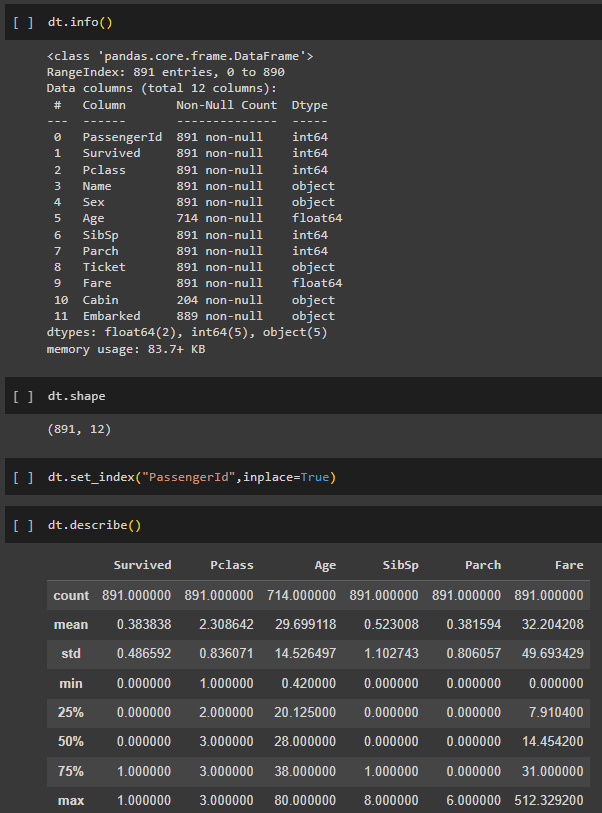 [ ] dt.info()
<class 'pandas.core.frame.DataFrame'>
RangeIndex: 891 entries, 0 to 890
Data columns (total 12 columns):
 #   Column       Non-Null Count  Dtype
---  ------       --------------  -----
 0   PassengerId  891 non-null    int64
 1   Survived     891 non-null    int64
 2   Pclass       891 non-null    int64
 3   Name         891 non-null    object
 4   Sex          891 non-null    object
 5   Age          714 non-null    float64
 6   SibSp        891 non-null    int64
 7   Parch        891 non-null    int64
 8   Ticket       891 non-null    object
 9   Fare         891 non-null    float64
 10  Cabin        204 non-null    object
 11  Embarked     889 non-null    object
dtypes: float64(2), int64(5), object(5)
memory usage: 83.7+ KB
[ ] dt.shape
(891, 12)
[ ] dt.set_index("PassengerId",inplace=True)
[ ] dt.describe()
Survived Pclass Age SibSp Parch Fare
count 891.000000 891.000000 714.000000 891.000000 891.000000 891.000000
mean 0.383838 2.308642 29.699118 0.523008 0.381594 32.204208
std 0.486592 0.836071 14.526497 1.102743 0.806057 49.693429
min 0.000000 1.000000 0.420000 0.000000 0.000000 0.000000
25% 0.000000 2.000000 20.125000 0.000000 0.000000 7.910400
50% 0.000000 3.000000 28.000000 0.000000 0.000000 14.454200
75% 1.000000 3.000000 38.000000 1.000000 0.000000 31.000000
max 1.000000 3.000000 80.000000 8.000000 6.000000 512.329200